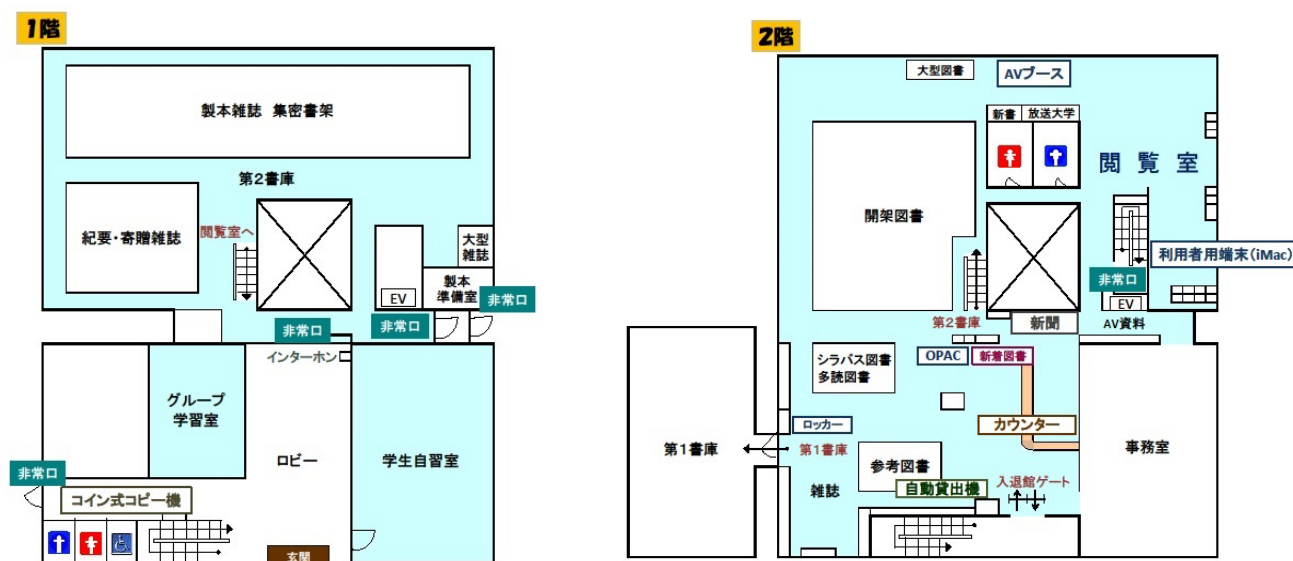 1階
製本雑誌 集密書架
第2書庫
紀要・寄贈雑誌
閲覧室へ
大型
雑誌
EV
製本
準備室
非常口
非常口
非常口
インターホン
グループ
学習室
ロビー
学生自習室
非常口
コイン式コピー機
玄関
2階
大型図書
AVブース
新書
放送大学
閲覧室
開架図書
利用者用端末(iMac)
非常口
EV
第2書庫
新聞
AV資料
シラバス図書
多読図書
OPAC
新着図書
ロッカー
カウンター
第1書庫
第1書庫
事務室
参考図書
雑誌
自動貸出機
入退館ゲート